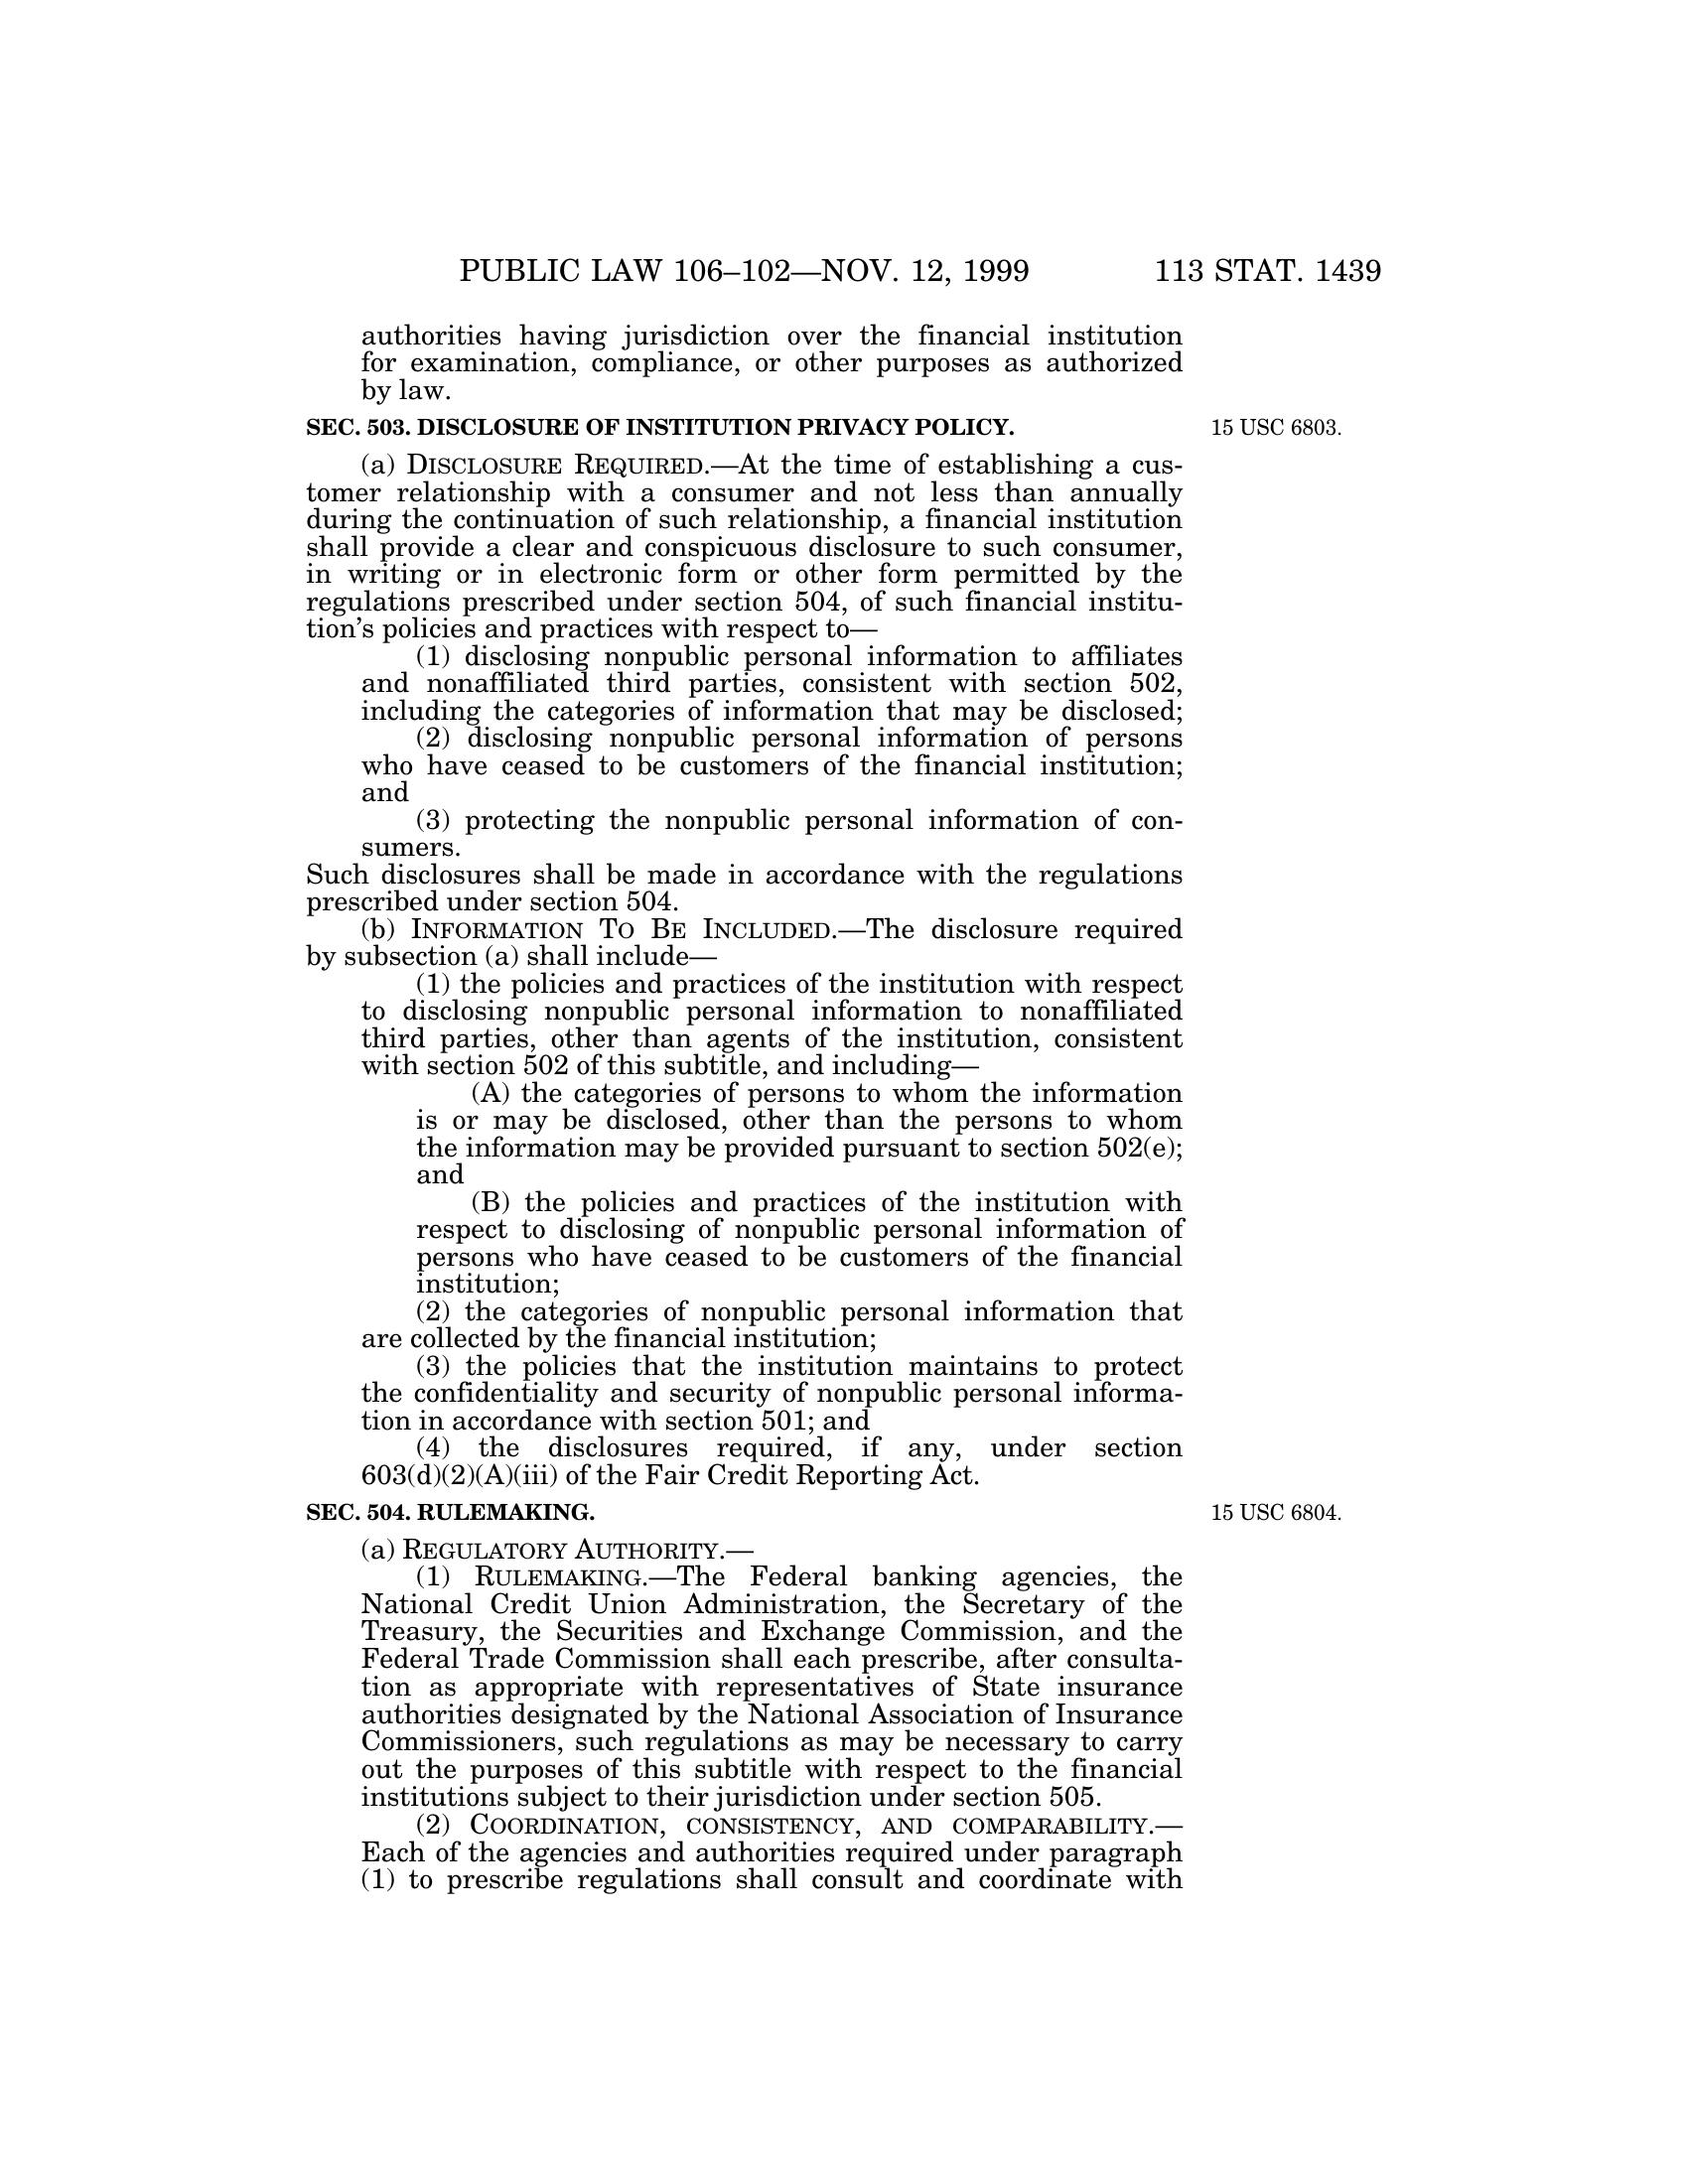 PUBLIC LAW 106–102—NOV. 12, 1999 113 STAT. 1439
authorities having jurisdiction over the financial institution
for examination, compliance, or other purposes as authorized
by law.
SEC. 503. DISCLOSURE OF INSTITUTION PRIVACY POLICY. 15 USC 6803.
(a) DISCLOSURE REQUIRED.—At the time of establishing a cus-
tomer relationship with a consumer and not less than annually
during the continuation of such relationship, a financial institution
shall provide a clear and conspicuous disclosure to such consumer,
in writing or in electronic form or other form permitted by the
regulations prescribed under section 504, of such financial institu-
tion's policies and practices with respect to—
(1) disclosing nonpublic personal information to affiliates
and nonaffiliated third parties, consistent with section 502,
including the categories of information that may be disclosed;
(2) disclosing nonpublic personal information of persons
who have ceased to be customers of the financial institution;
and
(3) protecting the nonpublic personal information of con-
sumers.
Such disclosures shall be made in accordance with the regulations
prescribed under section 504.
(b) INFORMATION TO BE INCLUDED.—The disclosure required
by subsection (a) shall include—
(1) the policies and practices of the institution with respect
to disclosing nonpublic personal information to nonaffiliated
third parties, other than agents of the institution, consistent
with section 502 of this subtitle, and including—
(A) the categories of persons to whom the information
is or may be disclosed, other than the persons to whom
the information may be provided pursuant to section 502(e);
and
(B) the policies and practices of the institution with
respect to disclosing of nonpublic personal information of
persons who have ceased to be customers of the financial
institution;
(2) the categories of nonpublic personal information that
are collected by the financial institution;
(3) the policies that the institution maintains to protect
the confidentiality and security of nonpublic personal informa-
tion in accordance with section 501; and
(4) the disclosures required, if any, under section
603(d)(2)(A)(iii) of the Fair Credit Reporting Act.
SEC. 504. RULEMAKING. 15 USC 6804.
(a) REGULATORY AUTHORITY.—
(1) RULEMAKING.—The Federal banking agencies, the
National Credit Union Administration, the Secretary of the
Treasury, the Securities and Exchange Commission, and the
Federal Trade Commission shall each prescribe, after consulta-
tion as appropriate with representatives of State insurance
authorities designated by the National Association of Insurance
Commissioners, such regulations as may be necessary to carry
out the purposes of this subtitle with respect to the financial
institutions subject to their jurisdiction under section 505.
(2) COORDINATION, CONSISTENCY, AND COMPARABILITY.—
Each of the agencies and authorities required under paragraph
(1) to prescribe regulations shall consult and coordinate with